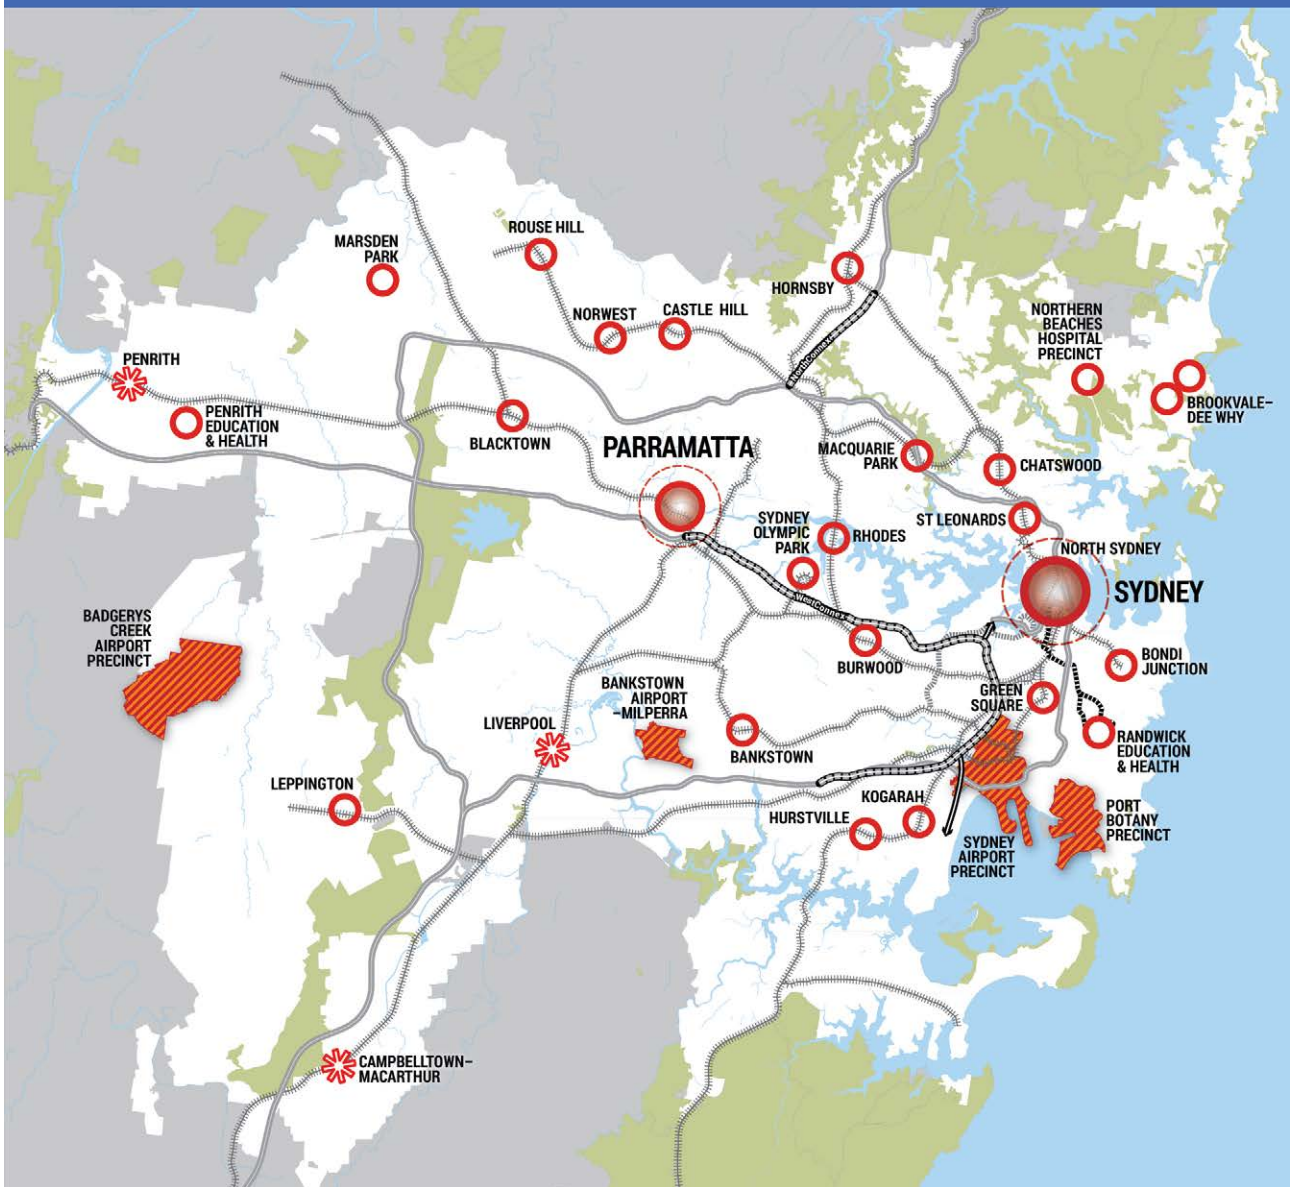 ROUSE HILL
MARSDEN
PARK
HORNSBY
NORWEST
CASTLE HILL
NORTHERN
BEACHES
HOSPITAL
PRECINCT
NorthConnex
PENRITH
PENRITH
EDUCATION
& HEALTH
BLACKTOWN
BROOKVALE–
DEE WHY
PARRAMATTA
MACQUARIE
PARK
CHATSWOOD
SYDNEY
OLYMPIC
PARK
RHODES
ST LEONARDS
NORTH SYDNEY
SYDNEY
WestConnex
BADGERYS
CREEK
AIRPORT
PRECINCT
BURWOOD
BONDI
JUNCTION
BANKSTOWN
AIRPORT
–MILPERRA
GREEN
SQUARE
LIVERPOOL
BANKSTOWN
RANDWICK
EDUCATION
& HEALTH
LEPPINGTON
KOGARAH
HURSTVILLE
PORT
BOTANY
PRECINCT
SYDNEY
AIRPORT
PRECINCT
CAMPBELLTOWN–
MACARTHUR